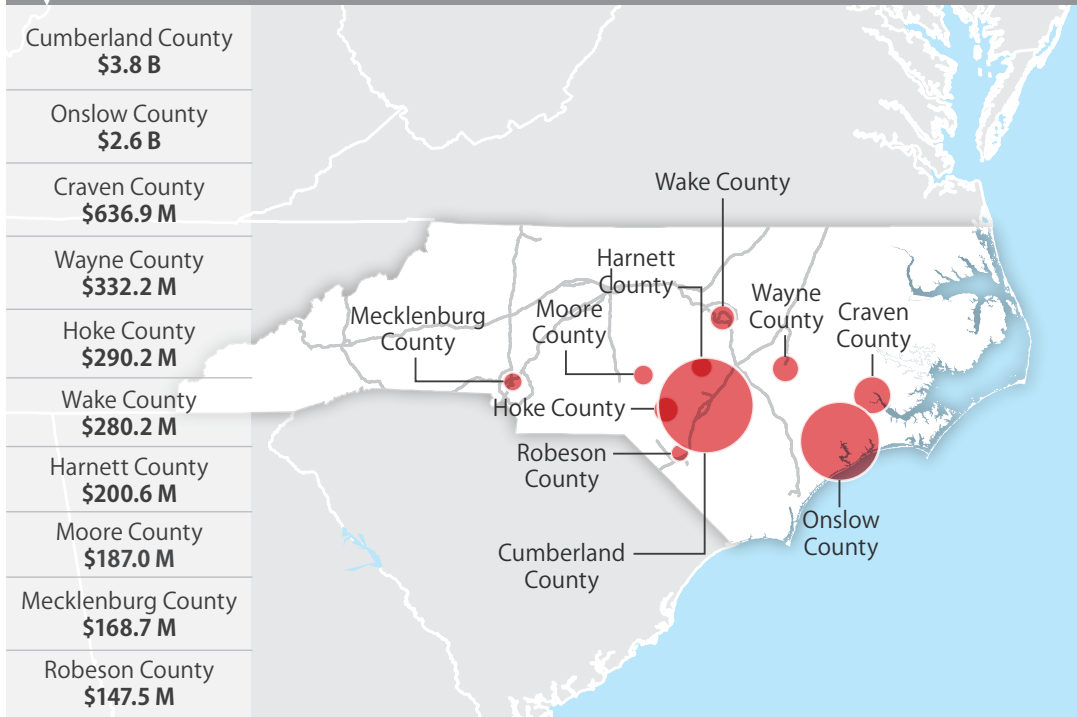 Cumberland County
$3.8 B
Onslow County
$2.6 B
Craven County
$636.9 M
Wayne County
$332.2 M
Hoke County
$290.2 M
Wake County
$280.2 M
Harnett County
$200.6 M
Moore County
$187.0 M
Mecklenburg County
$168.7 M
Robeson County
$147.5 M
Wake County
Harnett
County
Mecklenburg
County
Moore
County
Wayne
County
Craven
County
Hoke County
Robeson
County
Cumberland
County
Onslow
County